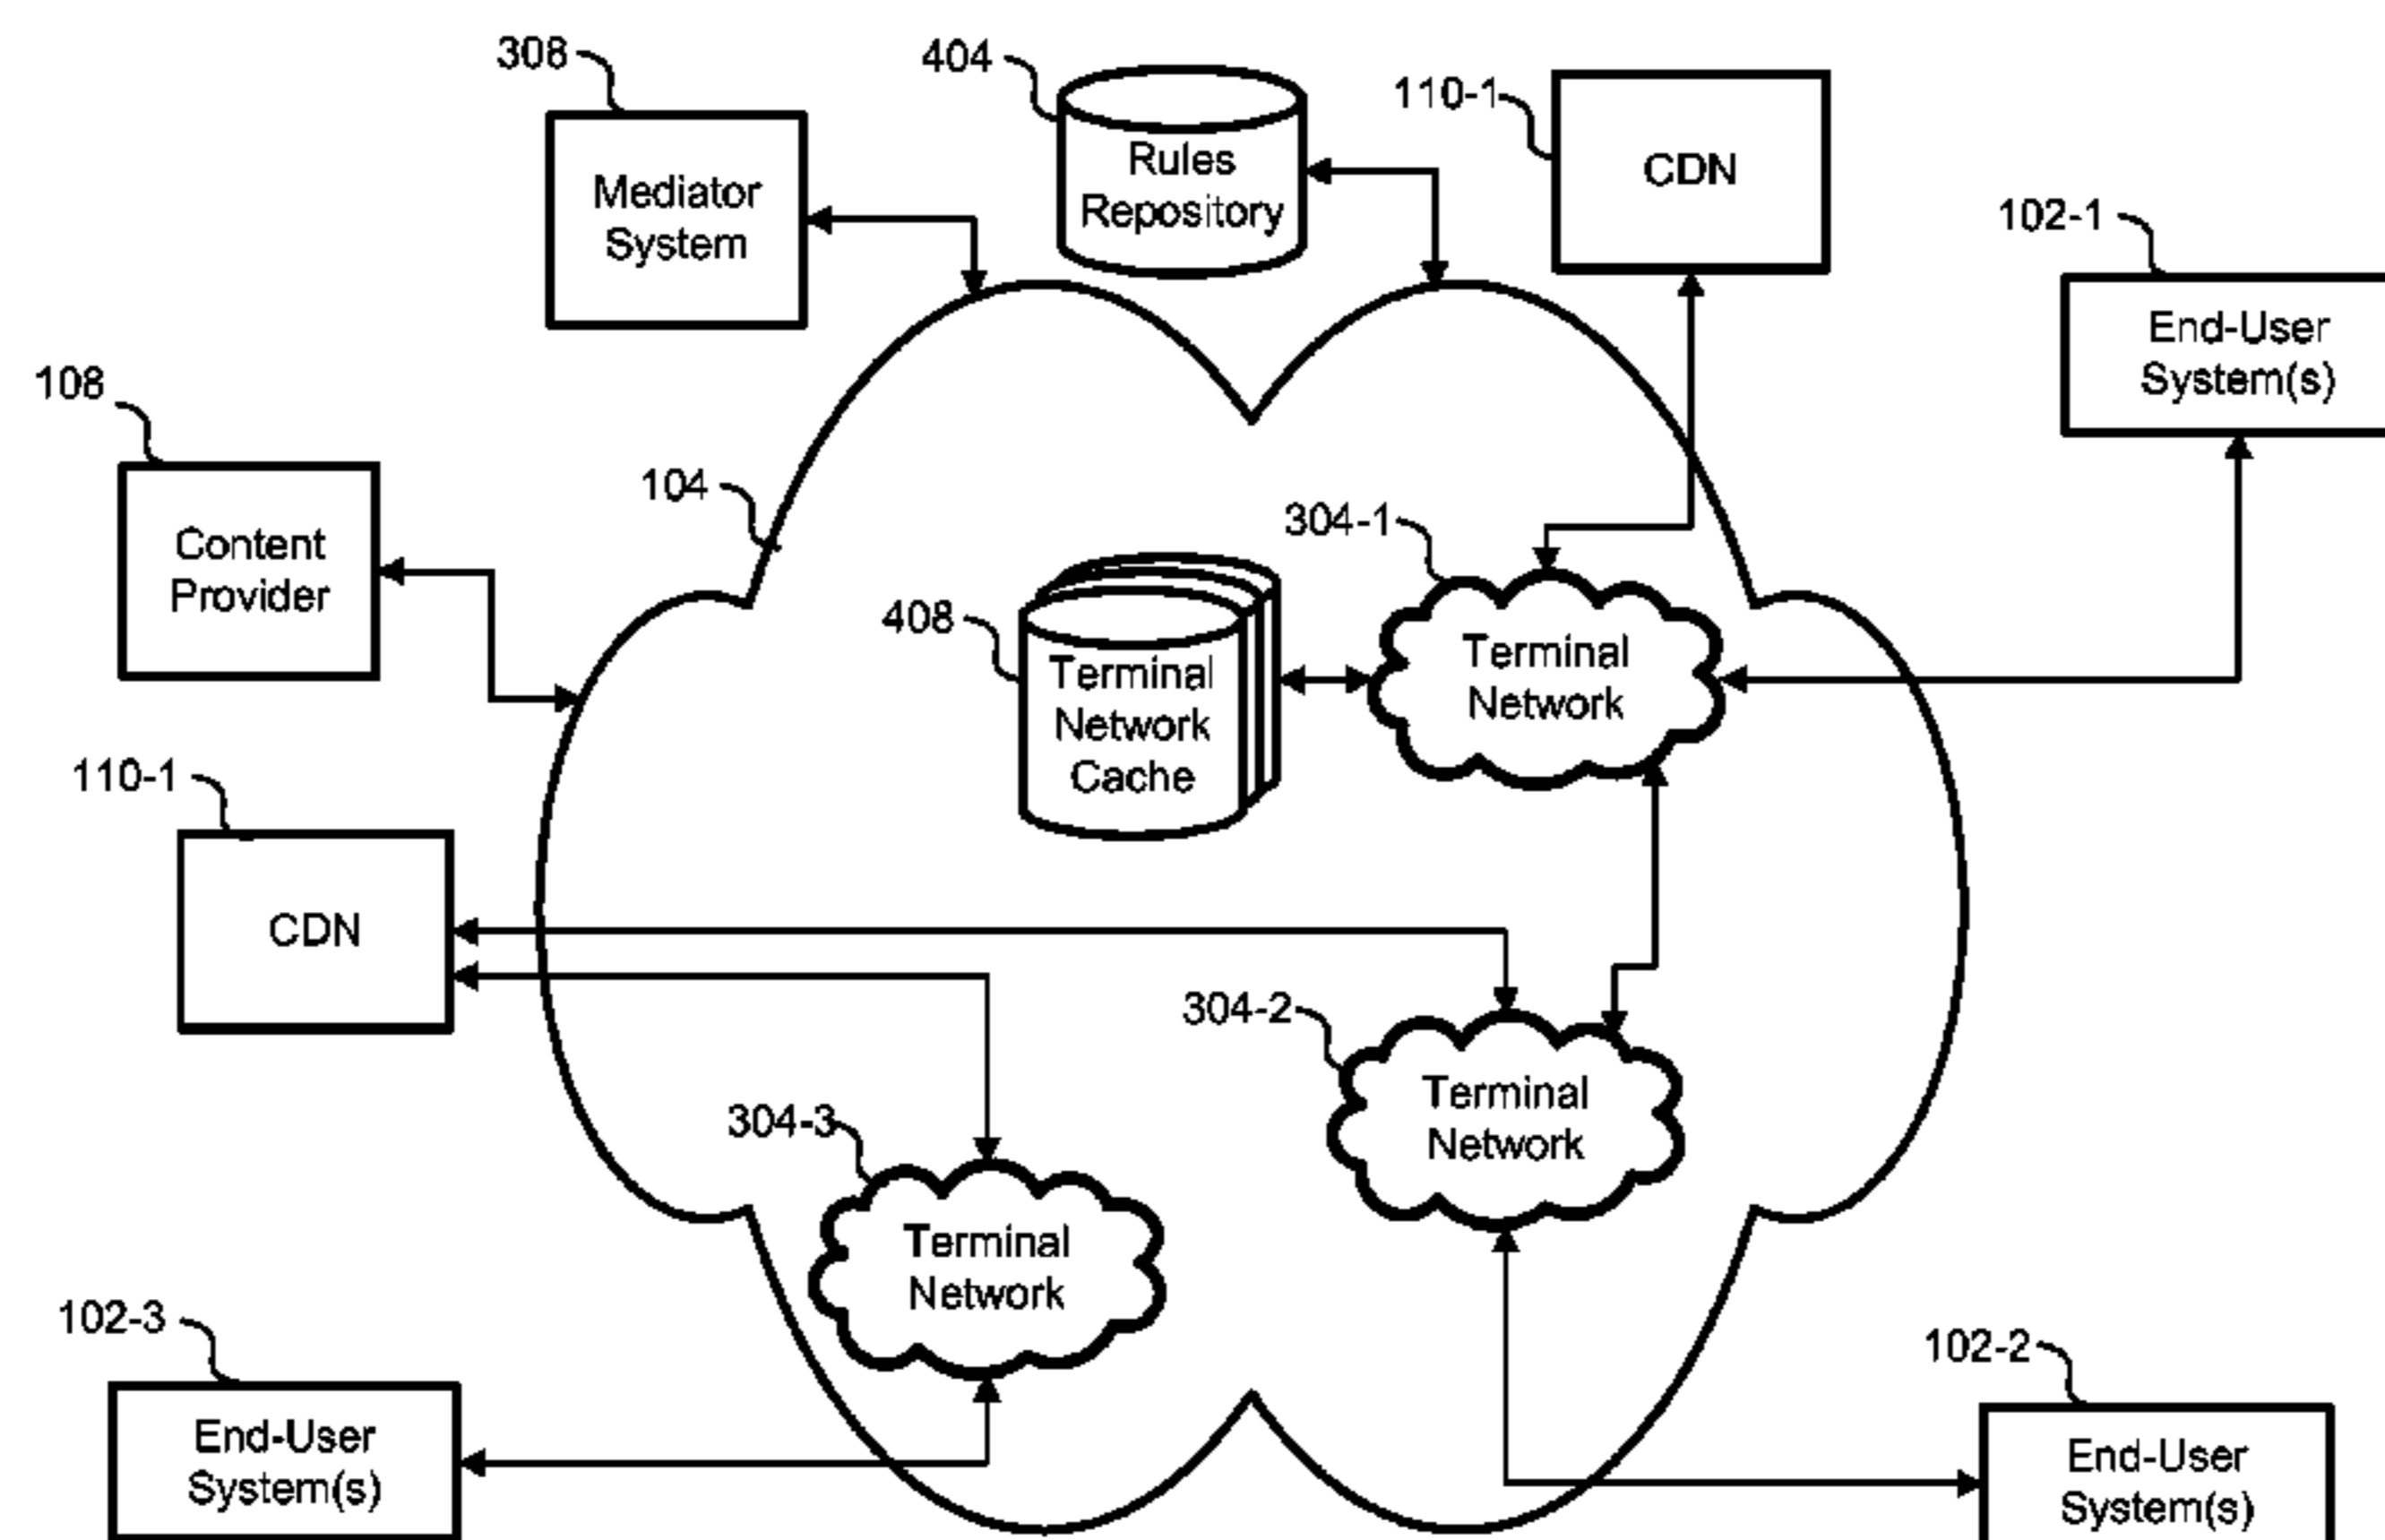 308
404
110-1
Mediator
System
Rules
Repository
CDN
102-1
End-User
System(s)
108
104
Content
Provider
304-1
408
Terminal
Network
Cache
Terminal
Network
110-1
CDN
304-2
Terminal
Network
304-3
Terminal
Network
102-3
End-User
System(s)
102-2
End-User
System(s)